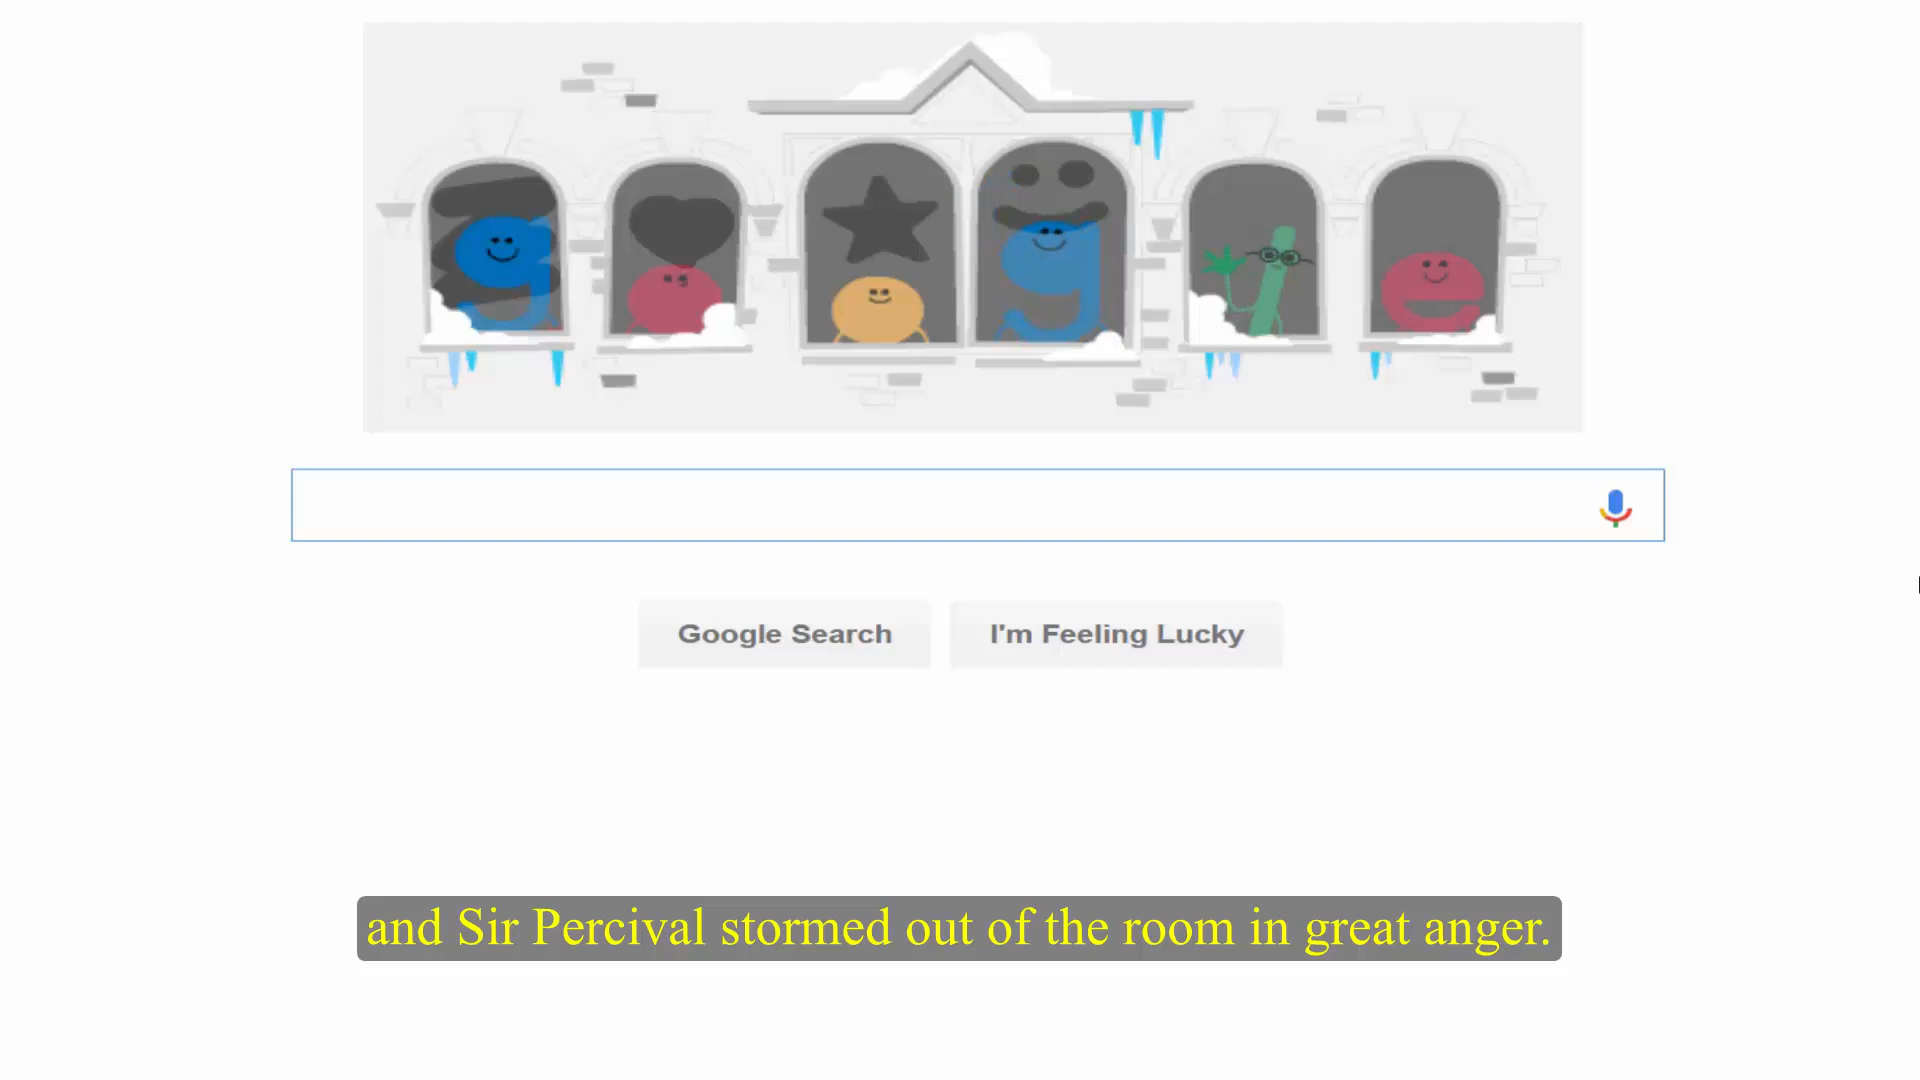 Google Search
I'm Feeling Lucky
and Sir Percival stormed out of the room in great anger.